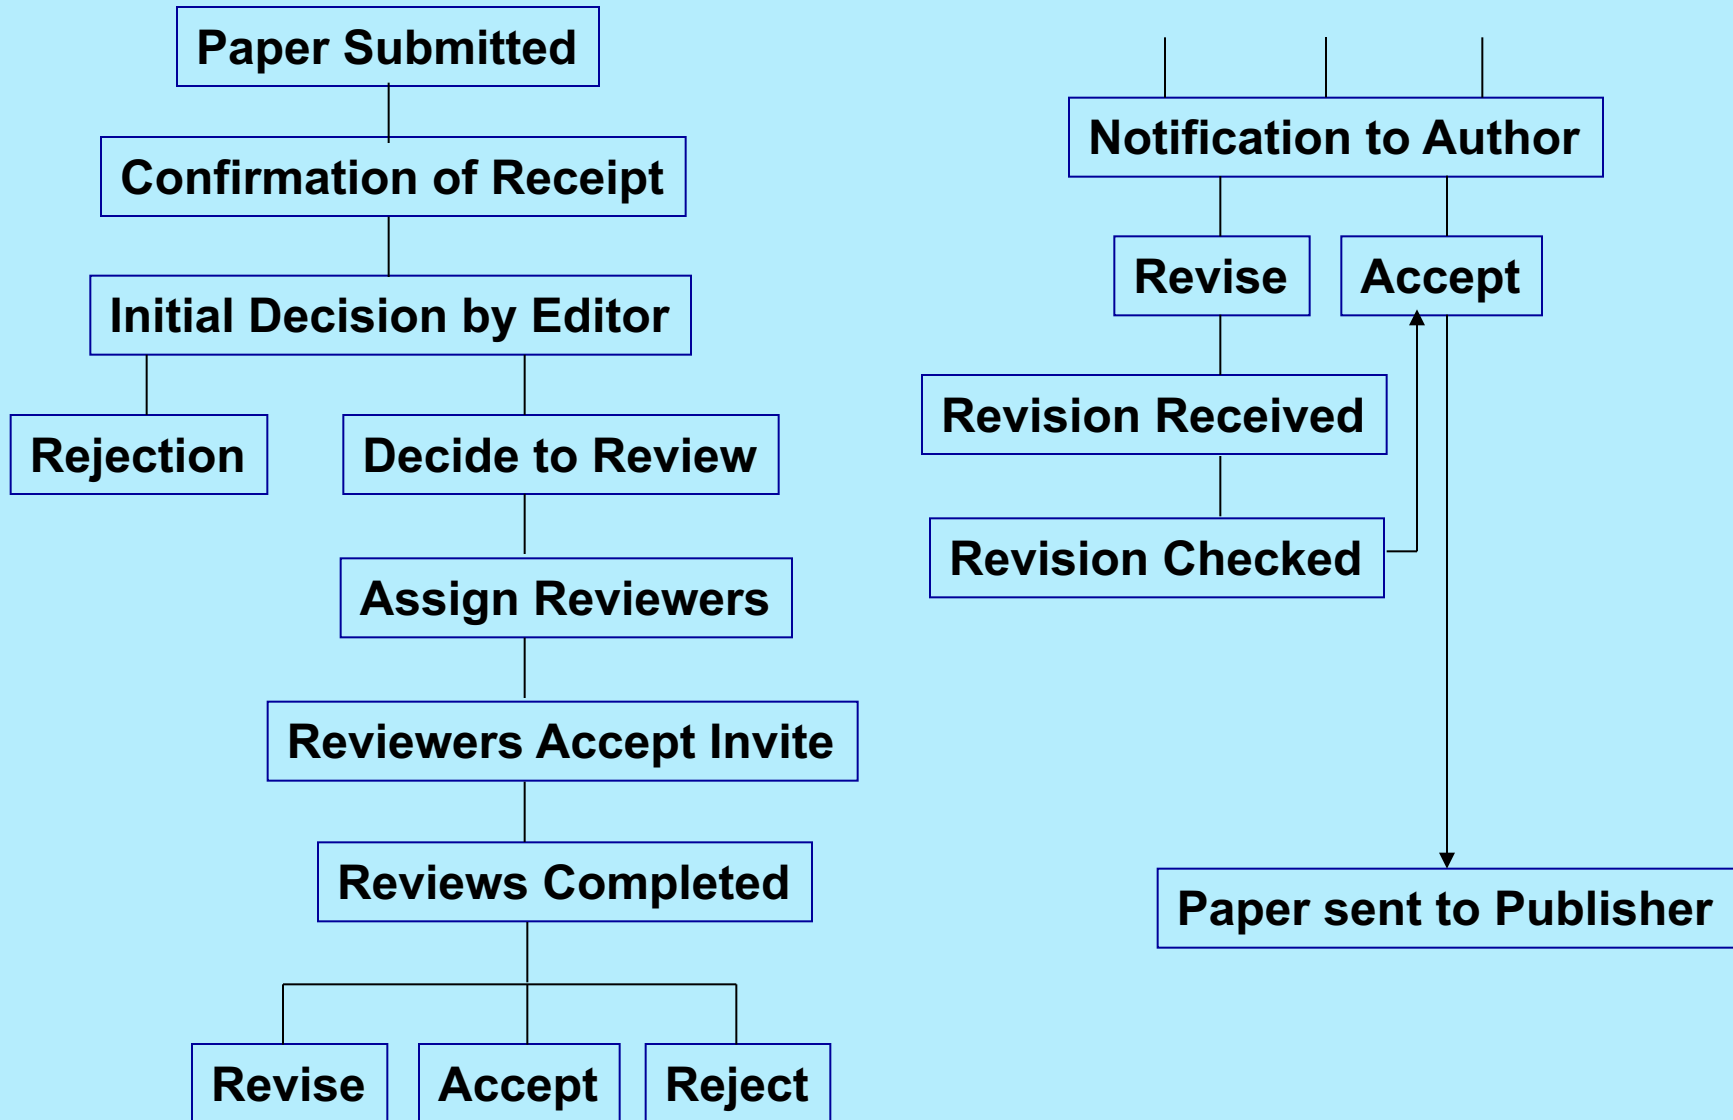 Paper Submitted
Confirmation of Receipt
Initial Decision by Editor
Rejection
Decide to Review
Assign Reviewers
Reviewers Accept Invite
Reviews Completed
Revise
Accept
Reject
Notification to Author
Revise
Accept
Revision Received
Revision Checked
Paper sent to Publisher